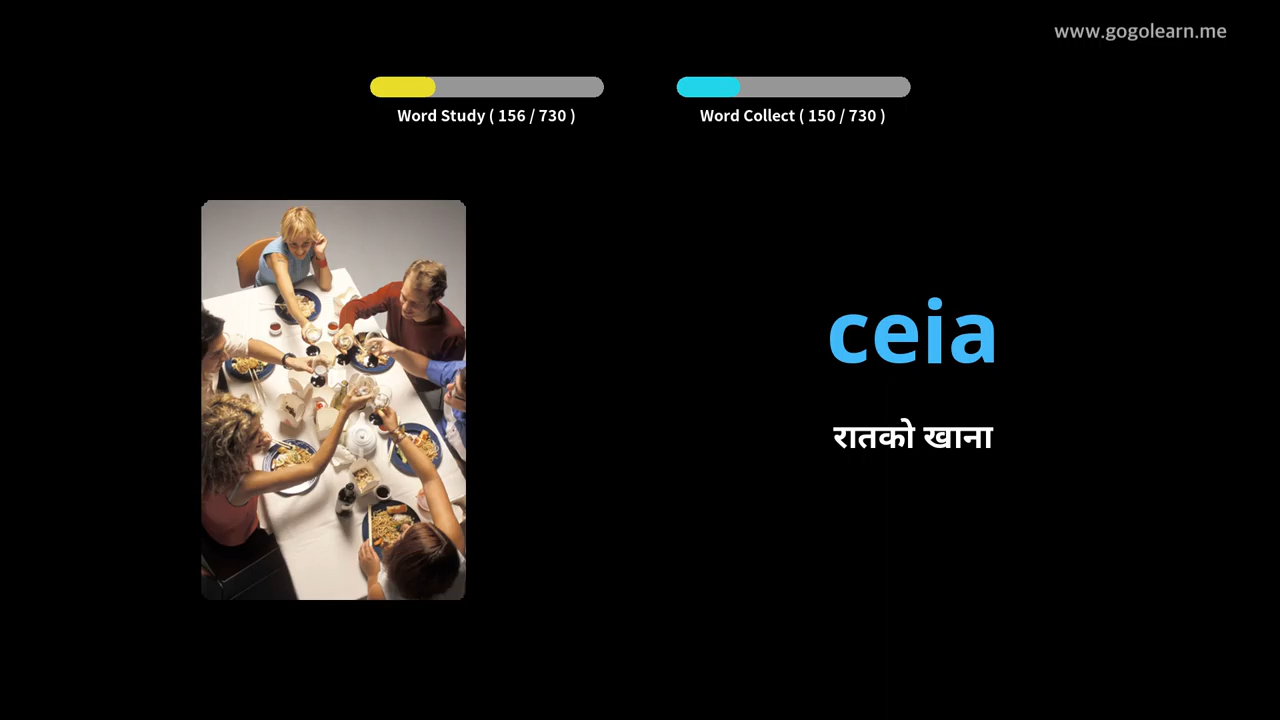 www.gogolearn.me
Word Study ( 156 / 730 )
Word Collect ( 150 / 730 )
ceia
रातको खाना